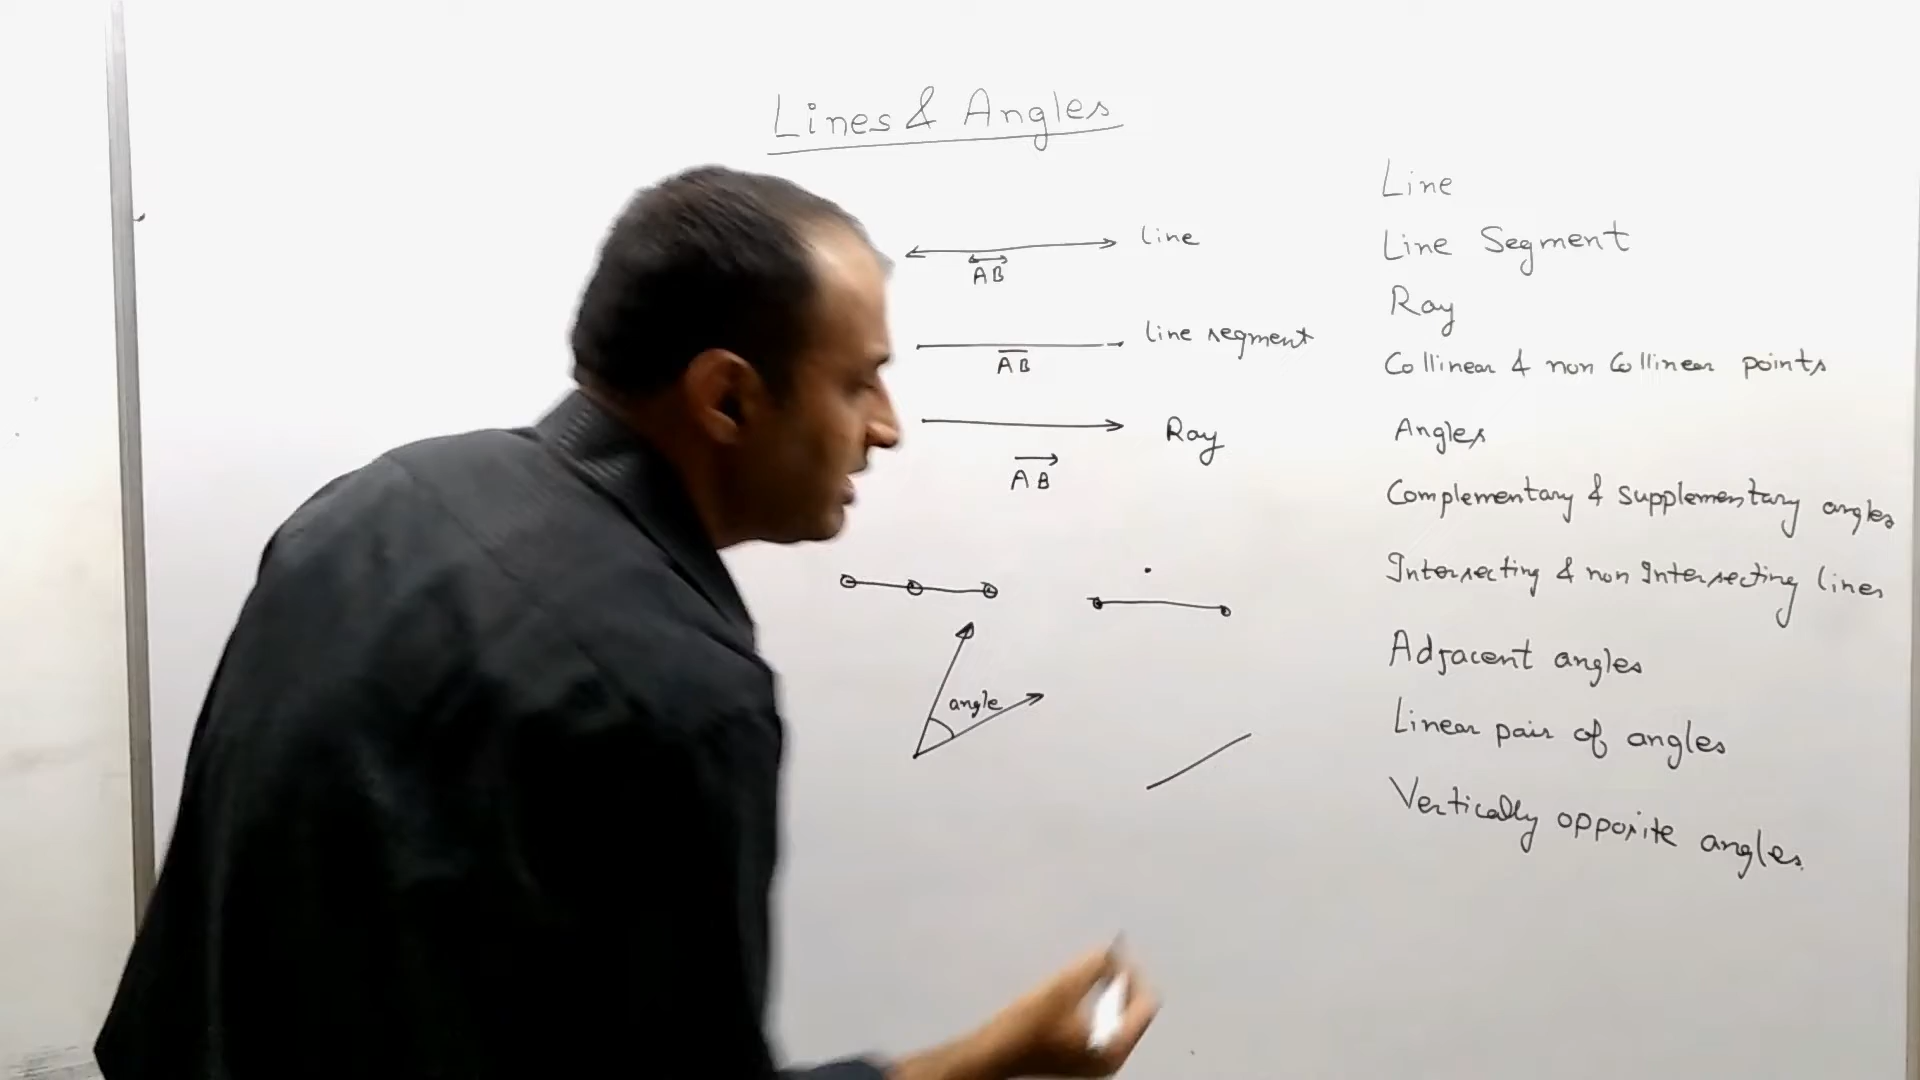 Lines & Angles
line
AB
line segment
AB
Ray
AB
angle
Line
Line Segment
Ray
Collinear & non Collinear points
Angles
Complementary & supplementary angles
Intersecting & non Intersecting lines
Adjacent angles
Linear pair of angles
Vertically opposite angles.